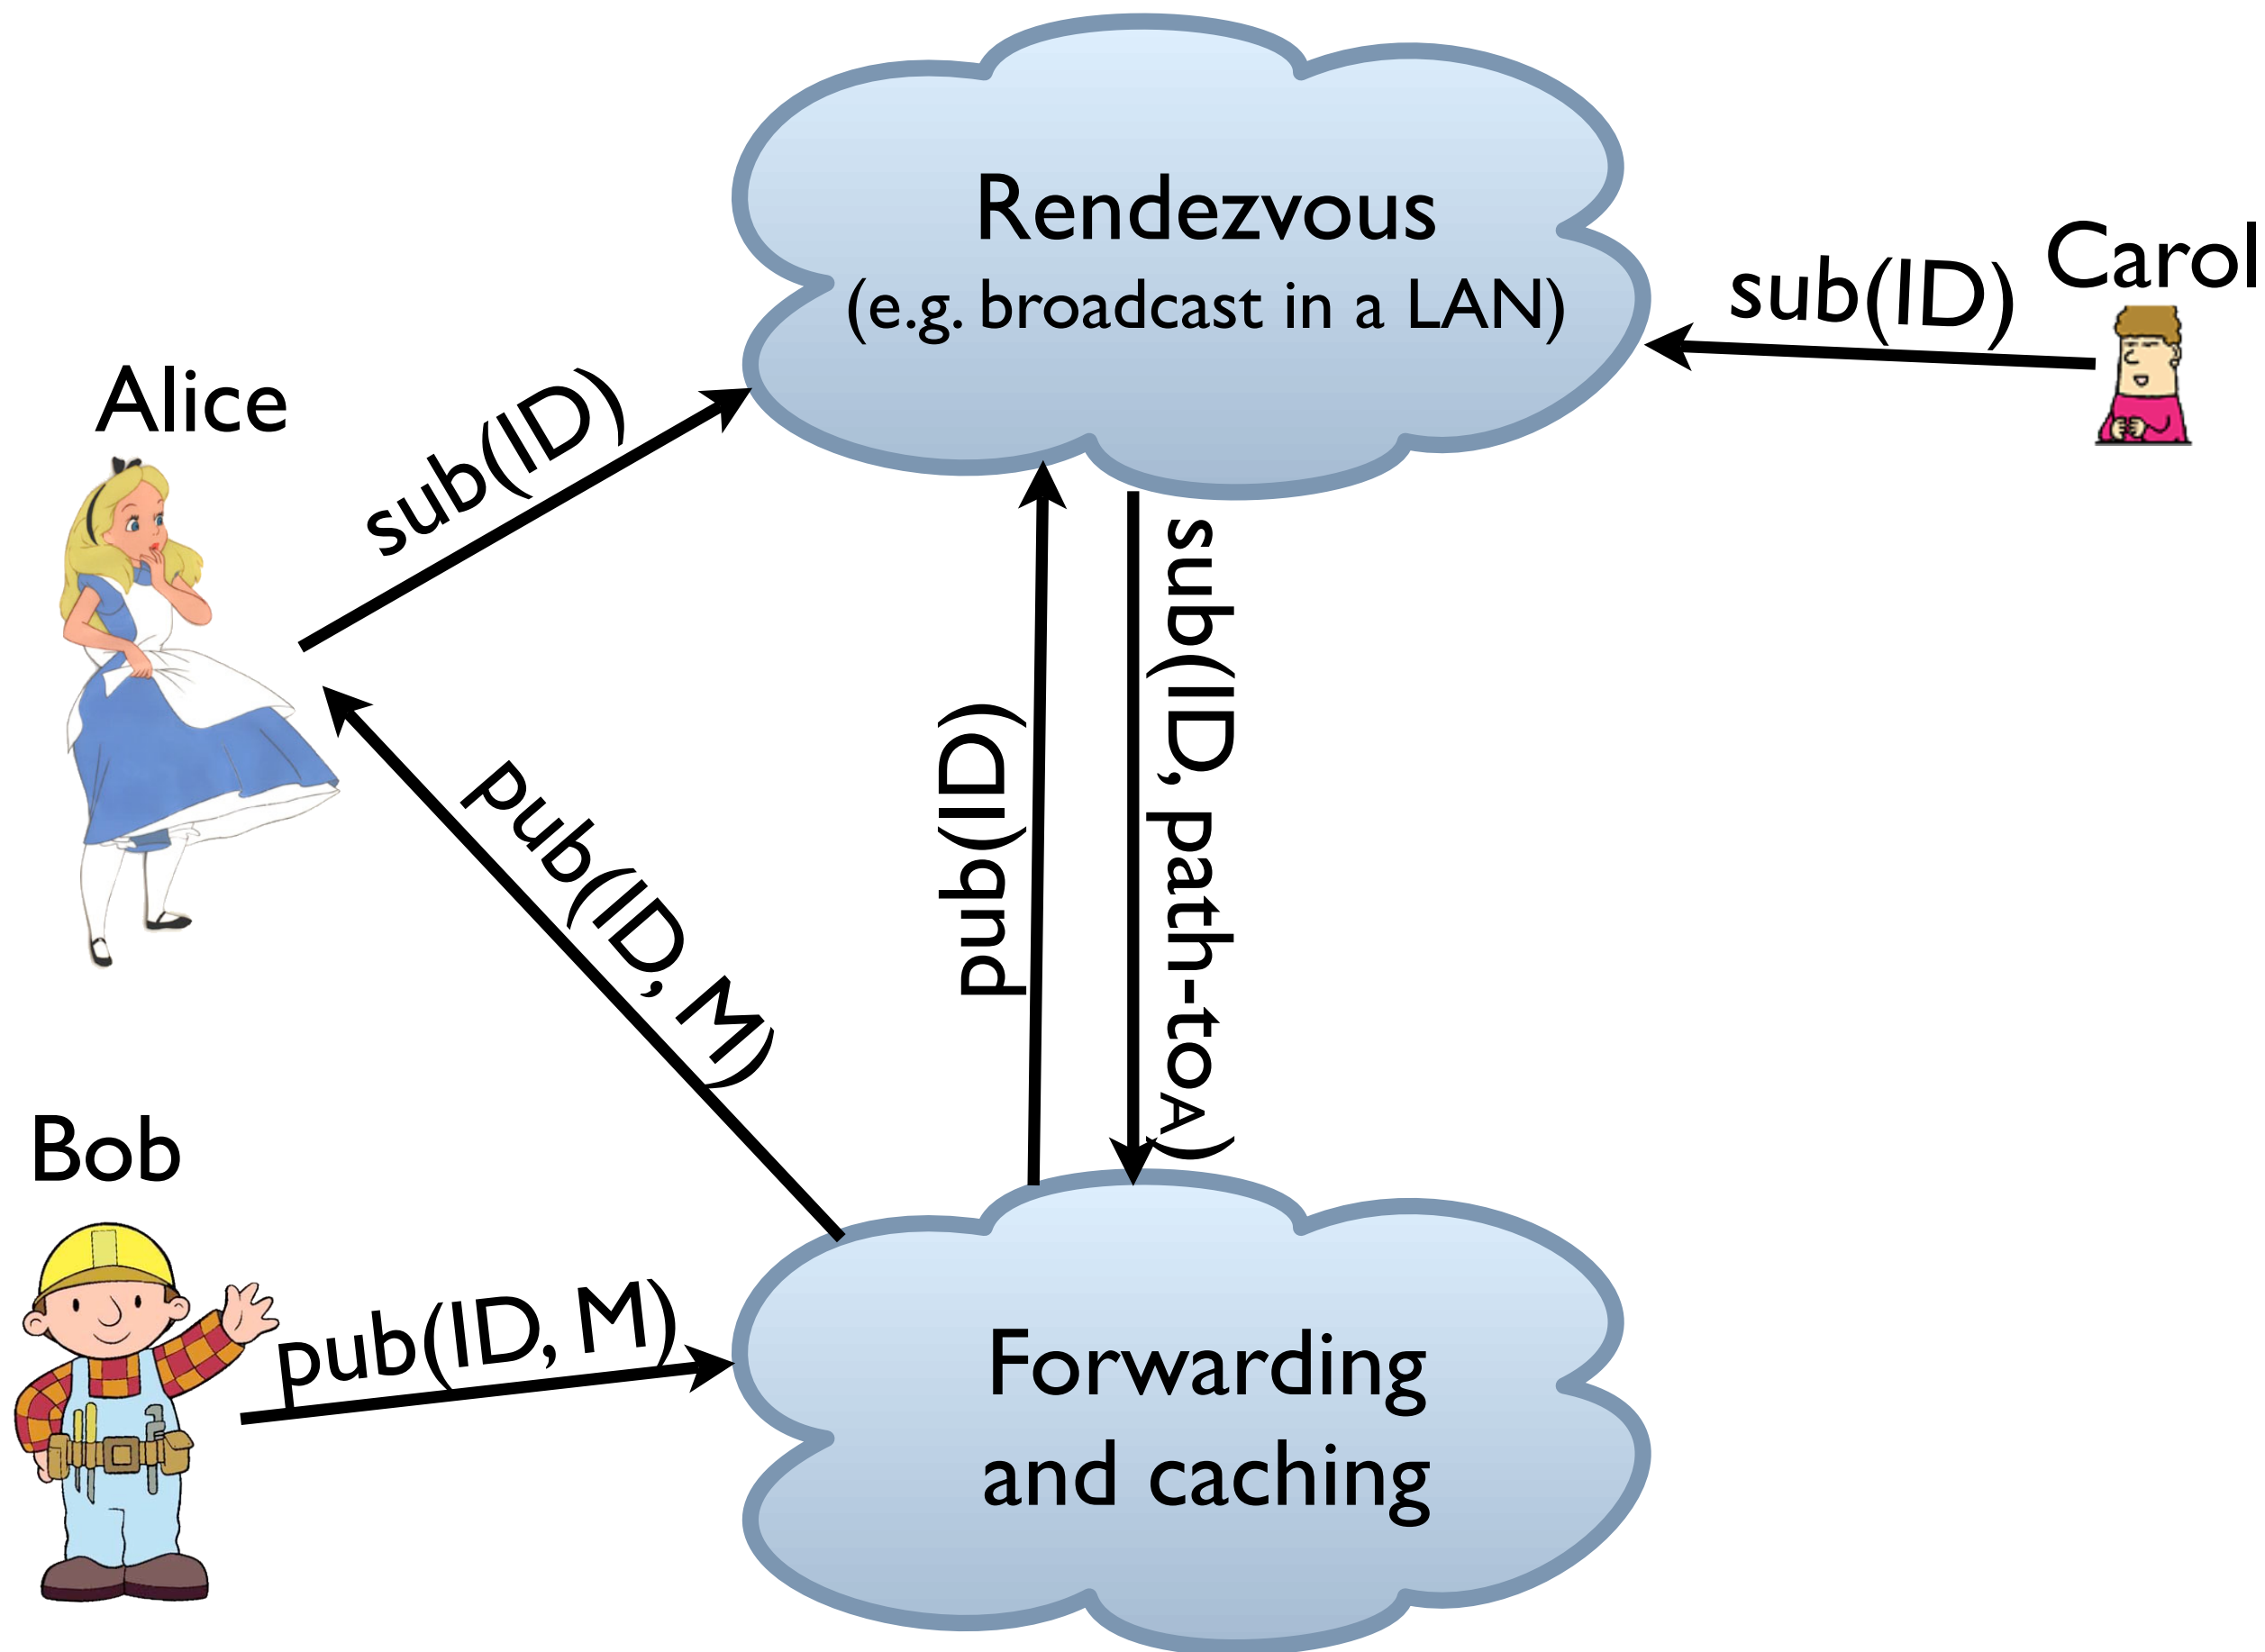 Rendezvous
(e.g. broadcast in a LAN)
Carol
sub(ID)
Alice
sub(ID)
pub(ID)
sub(ID, path-toA)
pub(ID, M)
Bob
pub(ID, M)
Forwarding
and caching